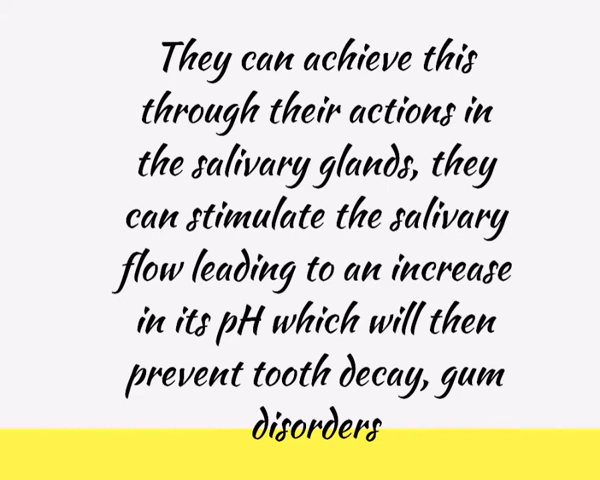 They can achieve this
through their actions in
the salivary glands, they
can stimulate the salivary
flow leading to an increase
in its pH which will then
prevent tooth decay, gum
disorders